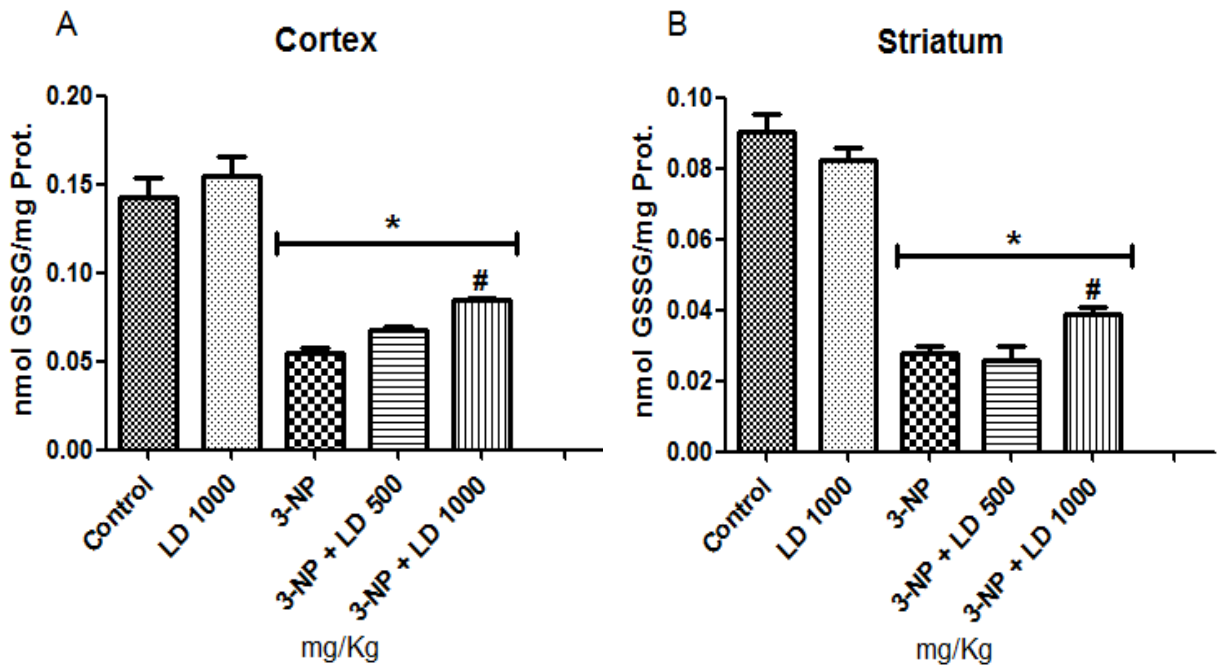 A
Cortex
nmol GSSG/mg Prot.
0.20
0.15
0.10
0.05
0.00
*
#
Control
LD 1000
3-NP
3-NP + LD 500
3-NP + LD 1000
mg/Kg
B
Striatum
nmol GSSG/mg Prot.
0.10
0.08
0.06
0.04
0.02
0.00
*
#
Control
LD 1000
3-NP
3-NP + LD 500
3-NP + LD 1000
mg/Kg